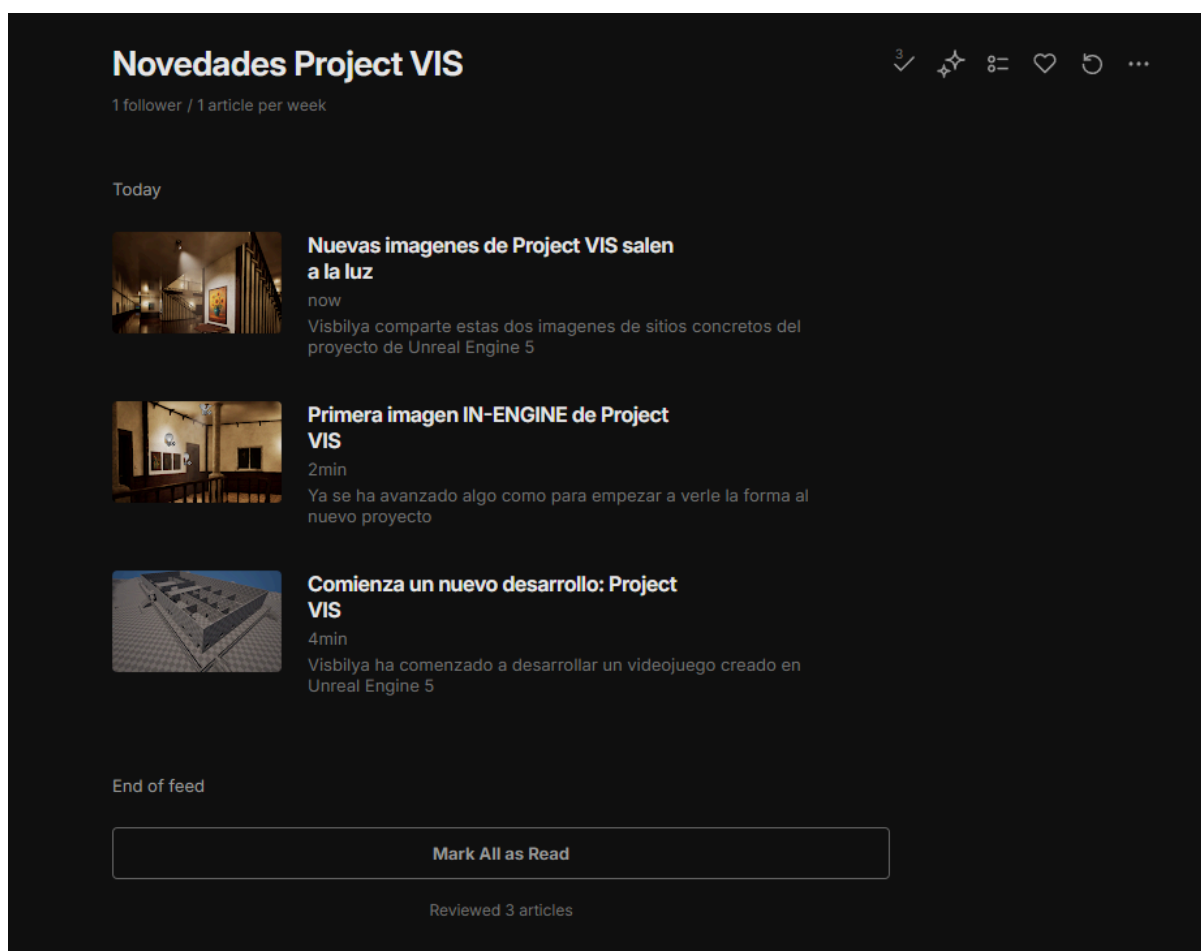 Novedades Project VIS
3
1 follower / 1 article per week
Today
Nuevas imagenes de Project VIS salen
a la luz
now
Visbilya comparte estas dos imagenes de sitios concretos del
proyecto de Unreal Engine 5
Primera imagen IN-ENGINE de Project
VIS
2min
Ya se ha avanzado algo como para empezar a verle la forma al
nuevo proyecto
Comienza un nuevo desarrollo: Project
VIS
4min
Visbilya ha comenzado a desarrollar un videojuego creado en
Unreal Engine 5
End of feed
Mark All as Read
Reviewed 3 articles